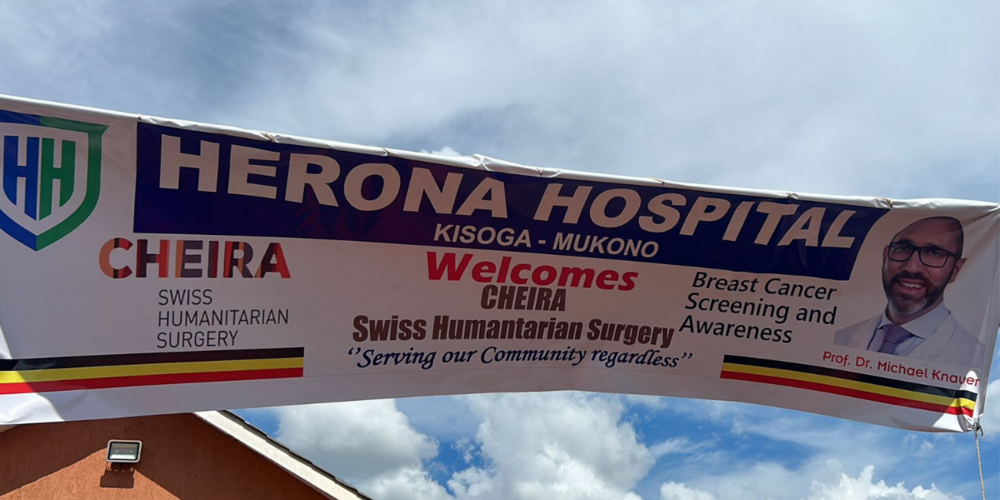 HH
HERONA HOSPITAL
KISOGA - MUKONO
CHEIRA
SWISS
HUMANITARIAN
SURGERY
Welcomes
CHEIRA
Swiss Humantarian Surgery
‘‘Serving our Community regardless’’
Breast Cancer
Screening and
Awareness
Prof. Dr. Michael Knauer